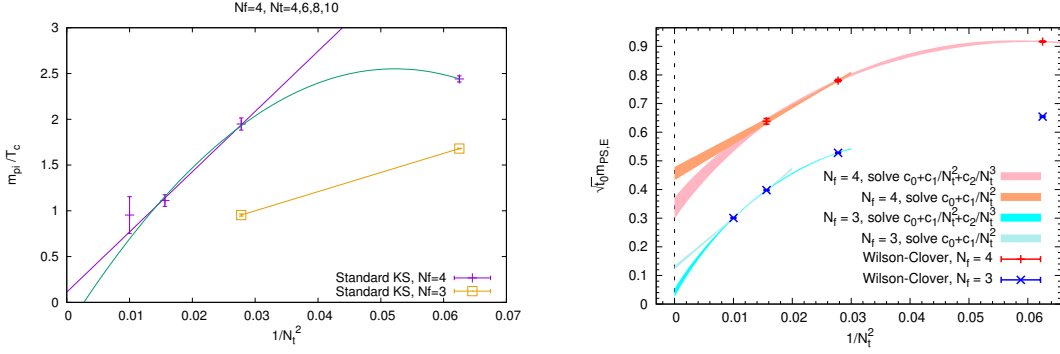 Nf=4, Nt=4,6,8,10
3
2.5
2
1.5
1
0.5
0
m_pi/T_c
0 0.01 0.02 0.03 0.04 0.05 0.06 0.07
1/N_t^2
Standard KS, Nf=4
Standard KS, Nf=3
0.9
0.8
0.7
0.6
0.5
0.4
0.3
0.2
0.1
0
√t_0 m_PS,E
0 0.01 0.02 0.03 0.04 0.05 0.06
1/N_t^2
N_f = 4, solve c_0+c_1/N_t^2+c_2/N_t^3
N_f = 4, solve c_0+c_1/N_t^2
N_f = 3, solve c_0+c_1/N_t^2+c_2/N_t^3
N_f = 3, solve c_0+c_1/N_t^2
Wilson-Clover, N_f = 4
Wilson-Clover, N_f = 3